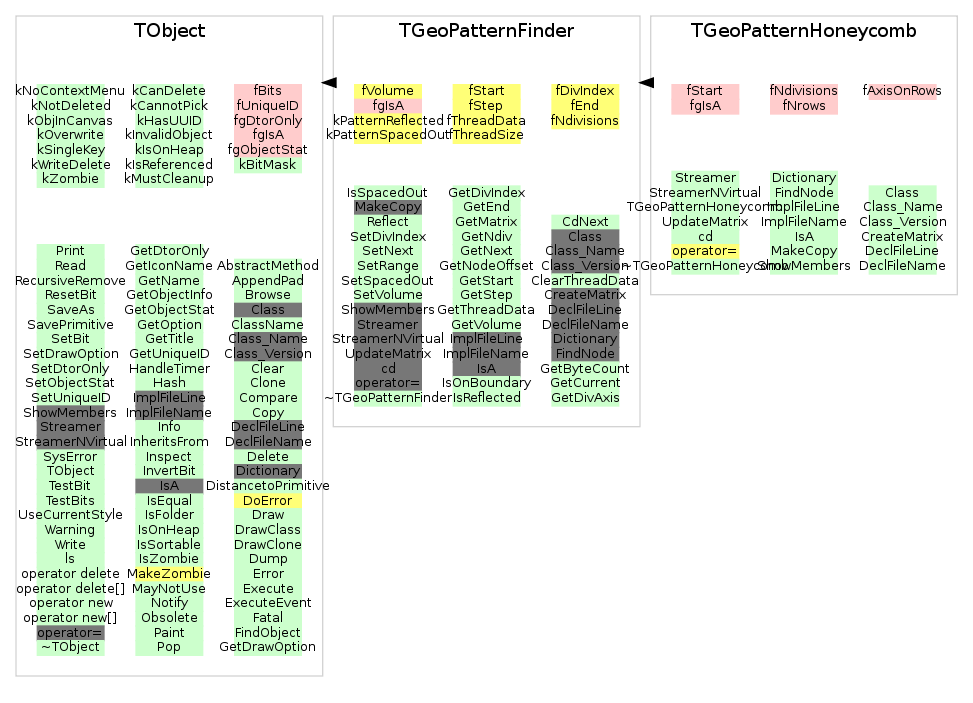 TObject
kNoContextMenu
kNotDeleted
kObjInCanvas
kOverwrite
kSingleKey
kWriteDelete
kZombie
kCanDelete
kCannotPick
kHasUUID
kInvalidObject
kIsOnHeap
kIsReferenced
kMustCleanup
fBits
fUniqueID
fgDtorOnly
fgIsA
fgObjectStat
kBitMask
Print
Read
RecursiveRemove
ResetBit
SaveAs
SavePrimitive
SetBit
SetDrawOption
SetDtorOnly
SetObjectStat
SetUniqueID
ShowMembers
Streamer
StreamerNVirtual
SysError
TObject
TestBit
TestBits
UseCurrentStyle
Warning
Write
ls
operator delete
operator delete[]
operator new
operator new[]
operator=
~TObject
GetDtorOnly
GetIconName
GetName
GetObjectInfo
GetObjectStat
GetOption
GetTitle
GetUniqueID
HandleTimer
Hash
ImplFileLine
ImplFileName
Info
InheritsFrom
Inspect
InvertBit
IsA
IsEqual
IsFolder
IsOnHeap
IsSortable
IsZombie
MakeZombie
MayNotUse
Notify
Obsolete
Paint
Pop
AbstractMethod
AppendPad
Browse
Class
ClassName
Class_Name
Class_Version
Clear
Clone
Compare
Copy
DeclFileLine
DeclFileName
Delete
Dictionary
DistancetoPrimitive
DoError
Draw
DrawClass
DrawClone
Dump
Error
Execute
ExecuteEvent
Fatal
FindObject
GetDrawOption
TGeoPatternFinder
fVolume
fgIsA
kPatternReflected
kPatternSpacedOut
fStart
fStep
fThreadData
fThreadSize
fDivIndex
fEnd
fNdivisions
IsSpacedOut
MakeCopy
Reflect
SetDivIndex
SetNext
SetRange
SetSpacedOut
SetVolume
ShowMembers
Streamer
StreamerNVirtual
UpdateMatrix
cd
operator=
~TGeoPatternFinder
GetDivIndex
GetEnd
GetMatrix
GetNdiv
GetNext
GetNodeOffset
GetStart
GetStep
GetThreadData
GetVolume
ImplFileLine
ImplFileName
IsA
IsOnBoundary
IsReflected
CdNext
Class
Class_Name
Class_Version
ClearThreadData
CreateMatrix
DeclFileLine
DeclFileName
Dictionary
FindNode
GetByteCount
GetCurrent
GetDivAxis
TGeoPatternHoneycomb
fStart
fgIsA
fNdivisions
fNrows
fAxisOnRows
Streamer
StreamerNVirtual
TGeoPatternHoneycomb
UpdateMatrix
cd
operator=
~TGeoPatternHoneycomb
Dictionary
FindNode
ImplFileLine
ImplFileName
IsA
MakeCopy
ShowMembers
Class
Class_Name
Class_Version
CreateMatrix
DeclFileLine
DeclFileName